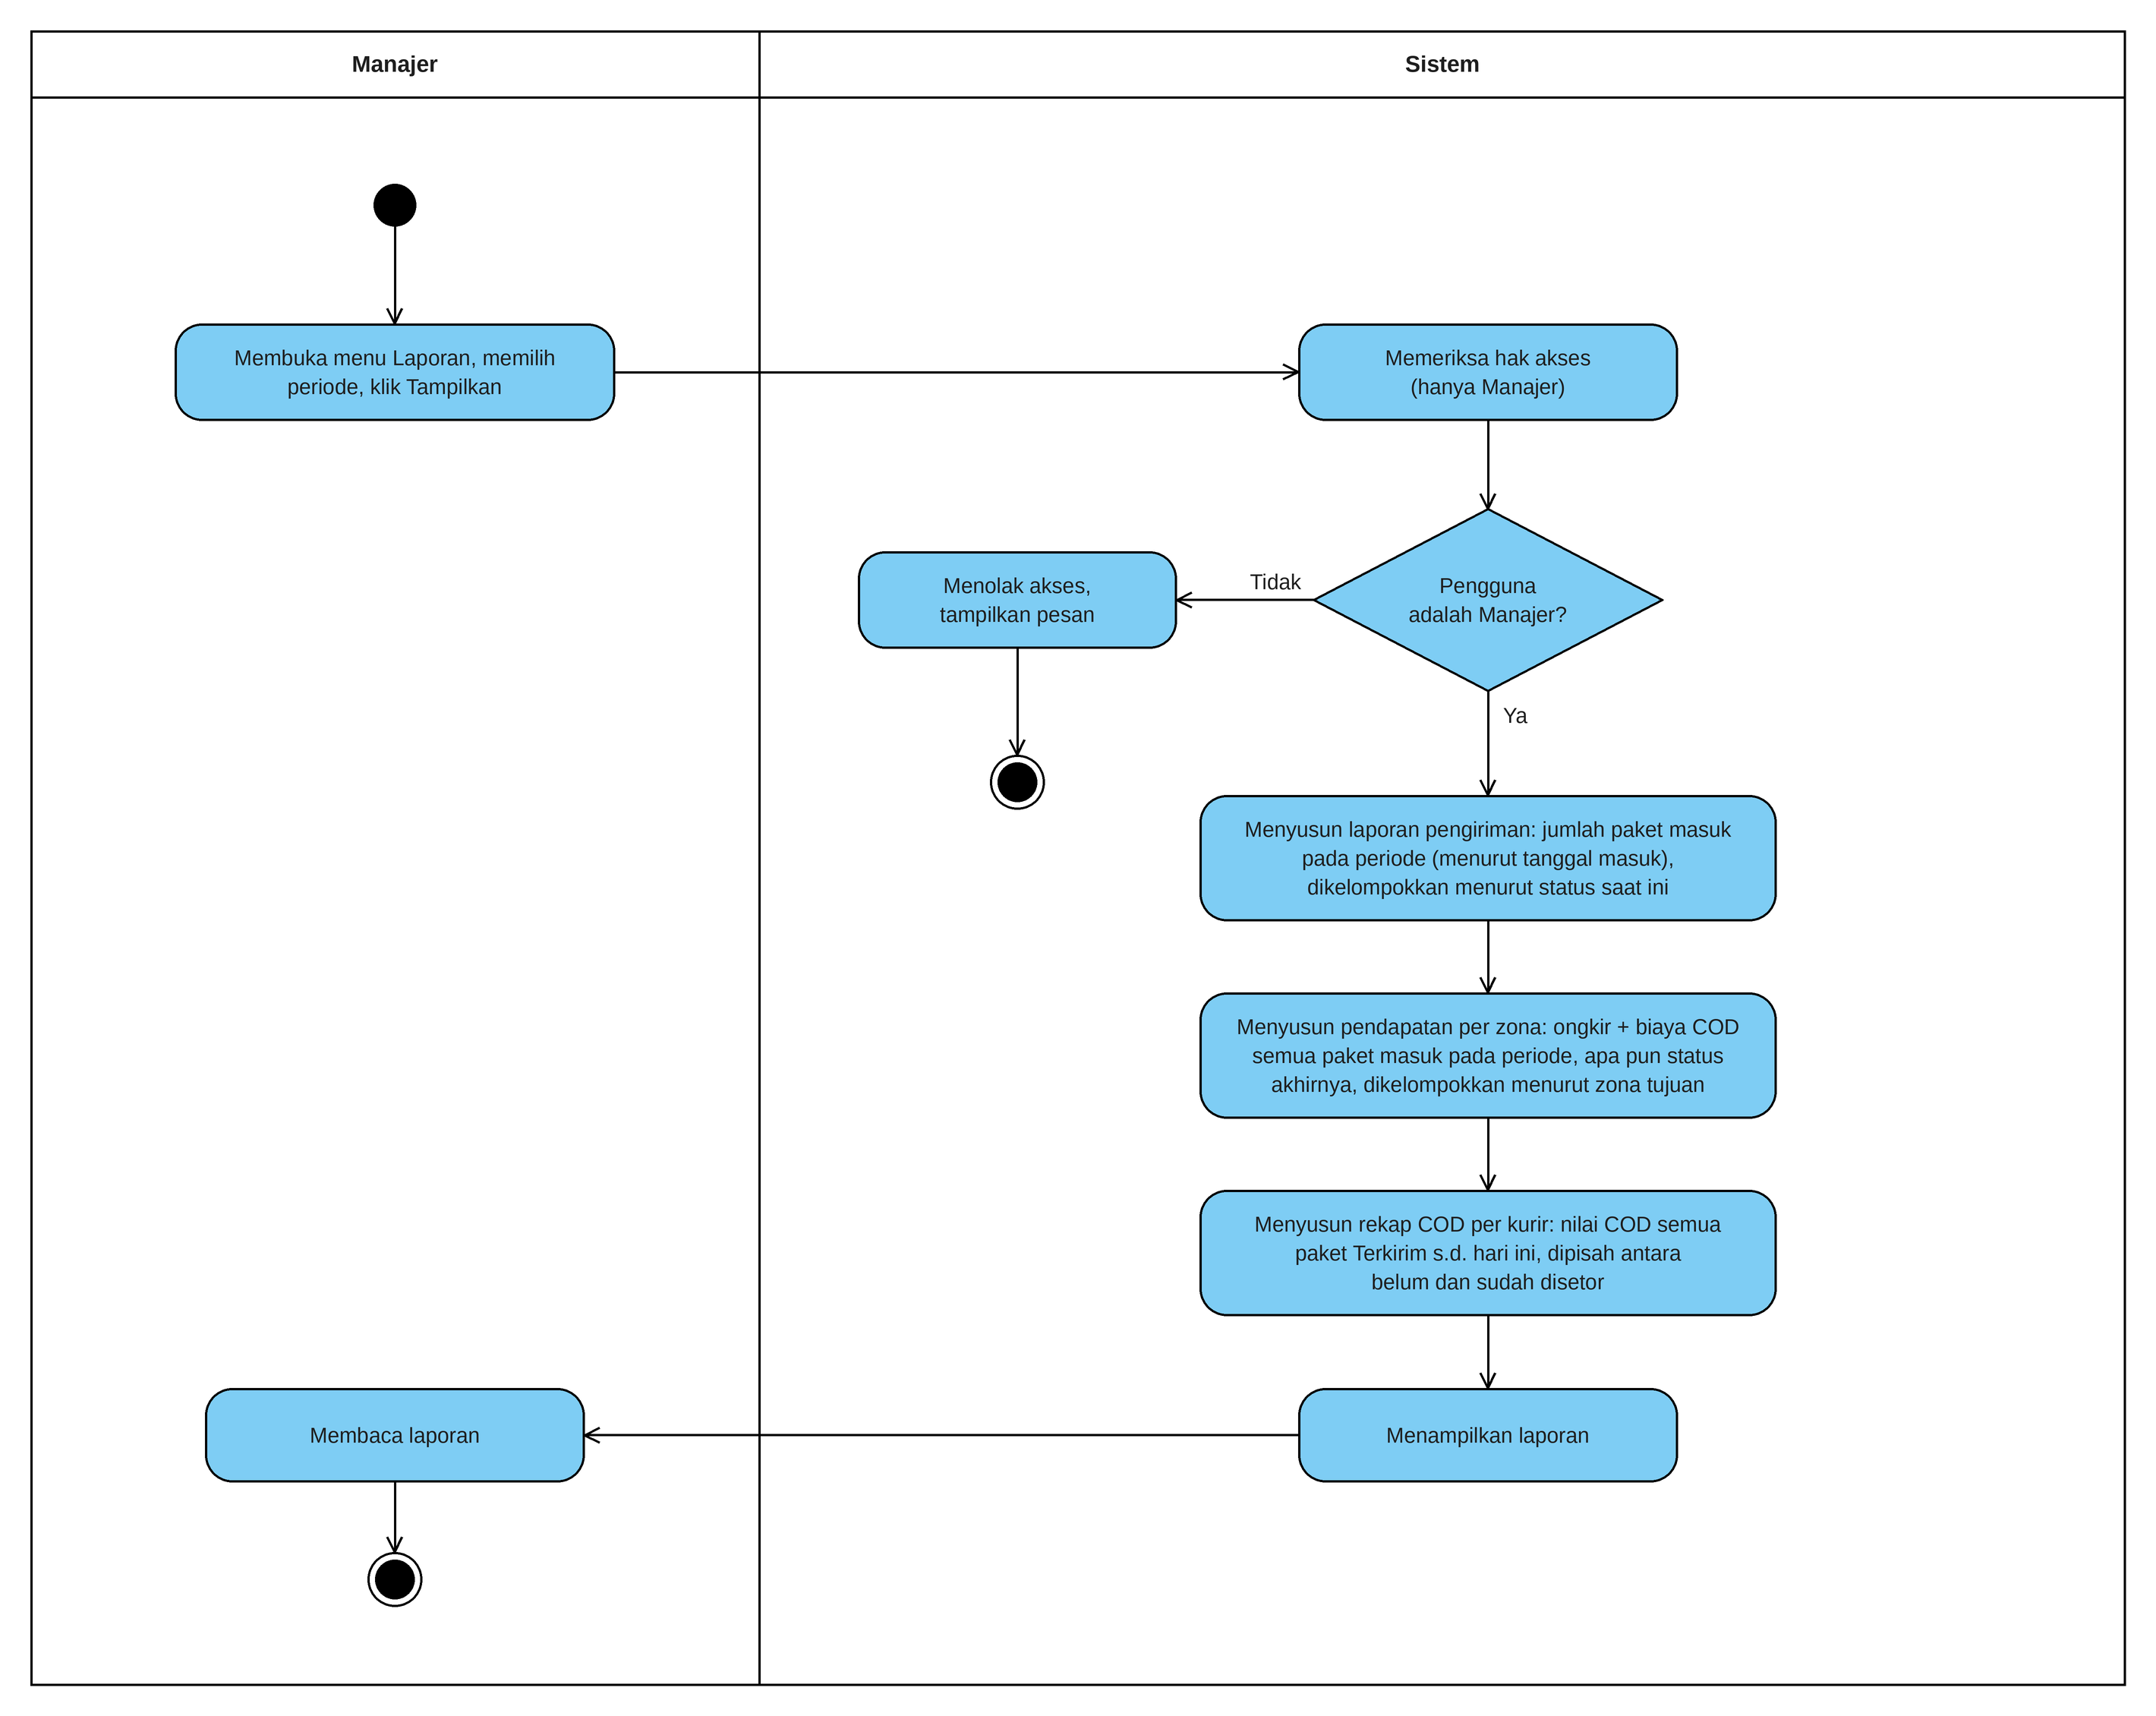 Manajer
Sistem
Membuka menu Laporan, memilih
periode, klik Tampilkan
Memeriksa hak akses
(hanya Manajer)
Pengguna
adalah Manajer?
Tidak
Menolak akses,
tampilkan pesan
Ya
Menyusun laporan pengiriman: jumlah paket masuk
pada periode (menurut tanggal masuk),
dikelompokkan menurut status saat ini
Menyusun pendapatan per zona: ongkir + biaya COD
semua paket masuk pada periode, apa pun status
akhirnya, dikelompokkan menurut zona tujuan
Menyusun rekap COD per kurir: nilai COD semua
paket Terkirim s.d. hari ini, dipisah antara
belum dan sudah disetor
Menampilkan laporan
Membaca laporan